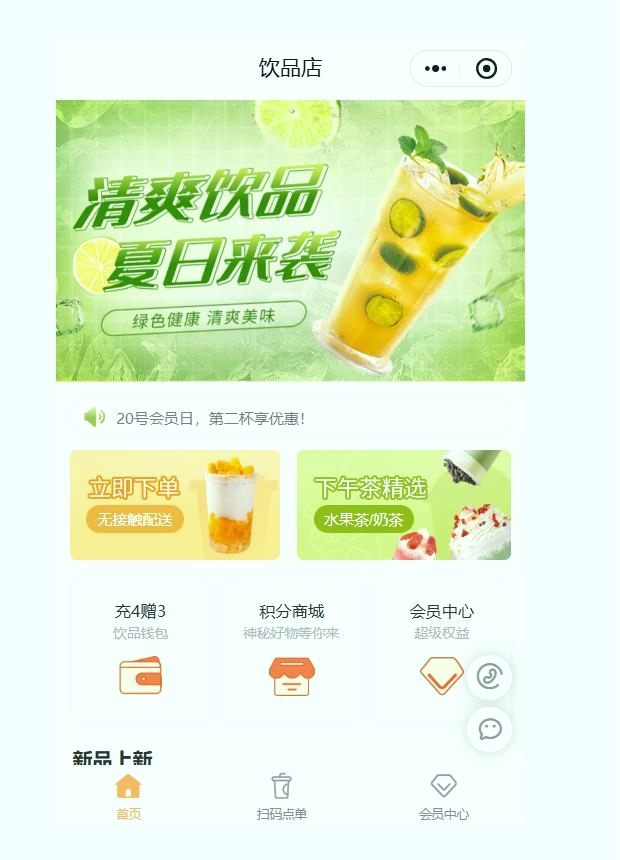 饮品店
清爽饮品
夏日来袭
绿色健康 清爽美味
20号会员日，第二杯享优惠！
立即下单
无接触配送
下午茶精选
水果茶/奶茶
充4赠3
饮品钱包
积分商城
神秘好物等你来
会员中心
超级权益
新品上新
首页
扫码点单
会员中心